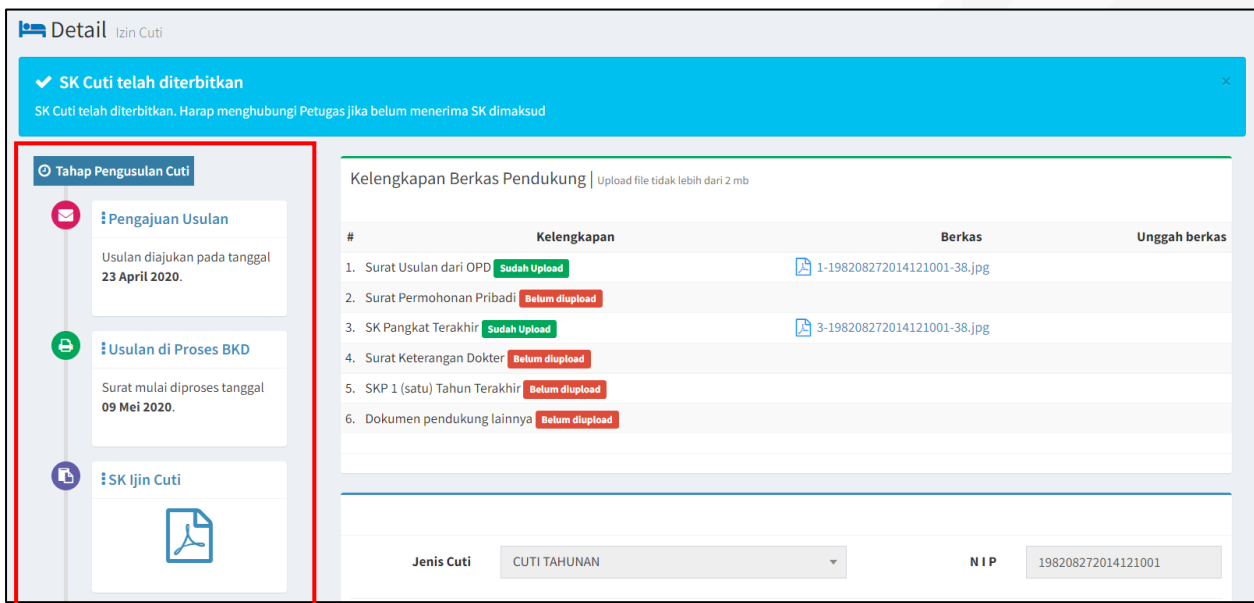 Detail Izin Cuti
SK Cuti telah diterbitkan
×
SK Cuti telah diterbitkan. Harap menghubungi Petugas jika belum menerima SK dimaksud
Tahap Pengusulan Cuti
Pengajuan Usulan
Usulan diajukan pada tanggal
23 April 2020.
Usulan di Proses BKD
Surat mulai diproses tanggal
09 Mei 2020.
SK Ijin Cuti
Kelengkapan Berkas Pendukung | Upload file tidak lebih dari 2 mb
# Kelengkapan Berkas Unggah berkas
1. Surat Usulan dari OPD Sudah Upload 1-198208272014121001-38.jpg
2. Surat Permohonan Pribadi Belum diupload
3. SK Pangkat Terakhir Sudah Upload 3-198208272014121001-38.jpg
4. Surat Keterangan Dokter Belum diupload
5. SKP 1 (satu) Tahun Terakhir Belum diupload
6. Dokumen pendukung lainnya Belum diupload
Jenis Cuti CUTI TAHUNAN N I P 198208272014121001